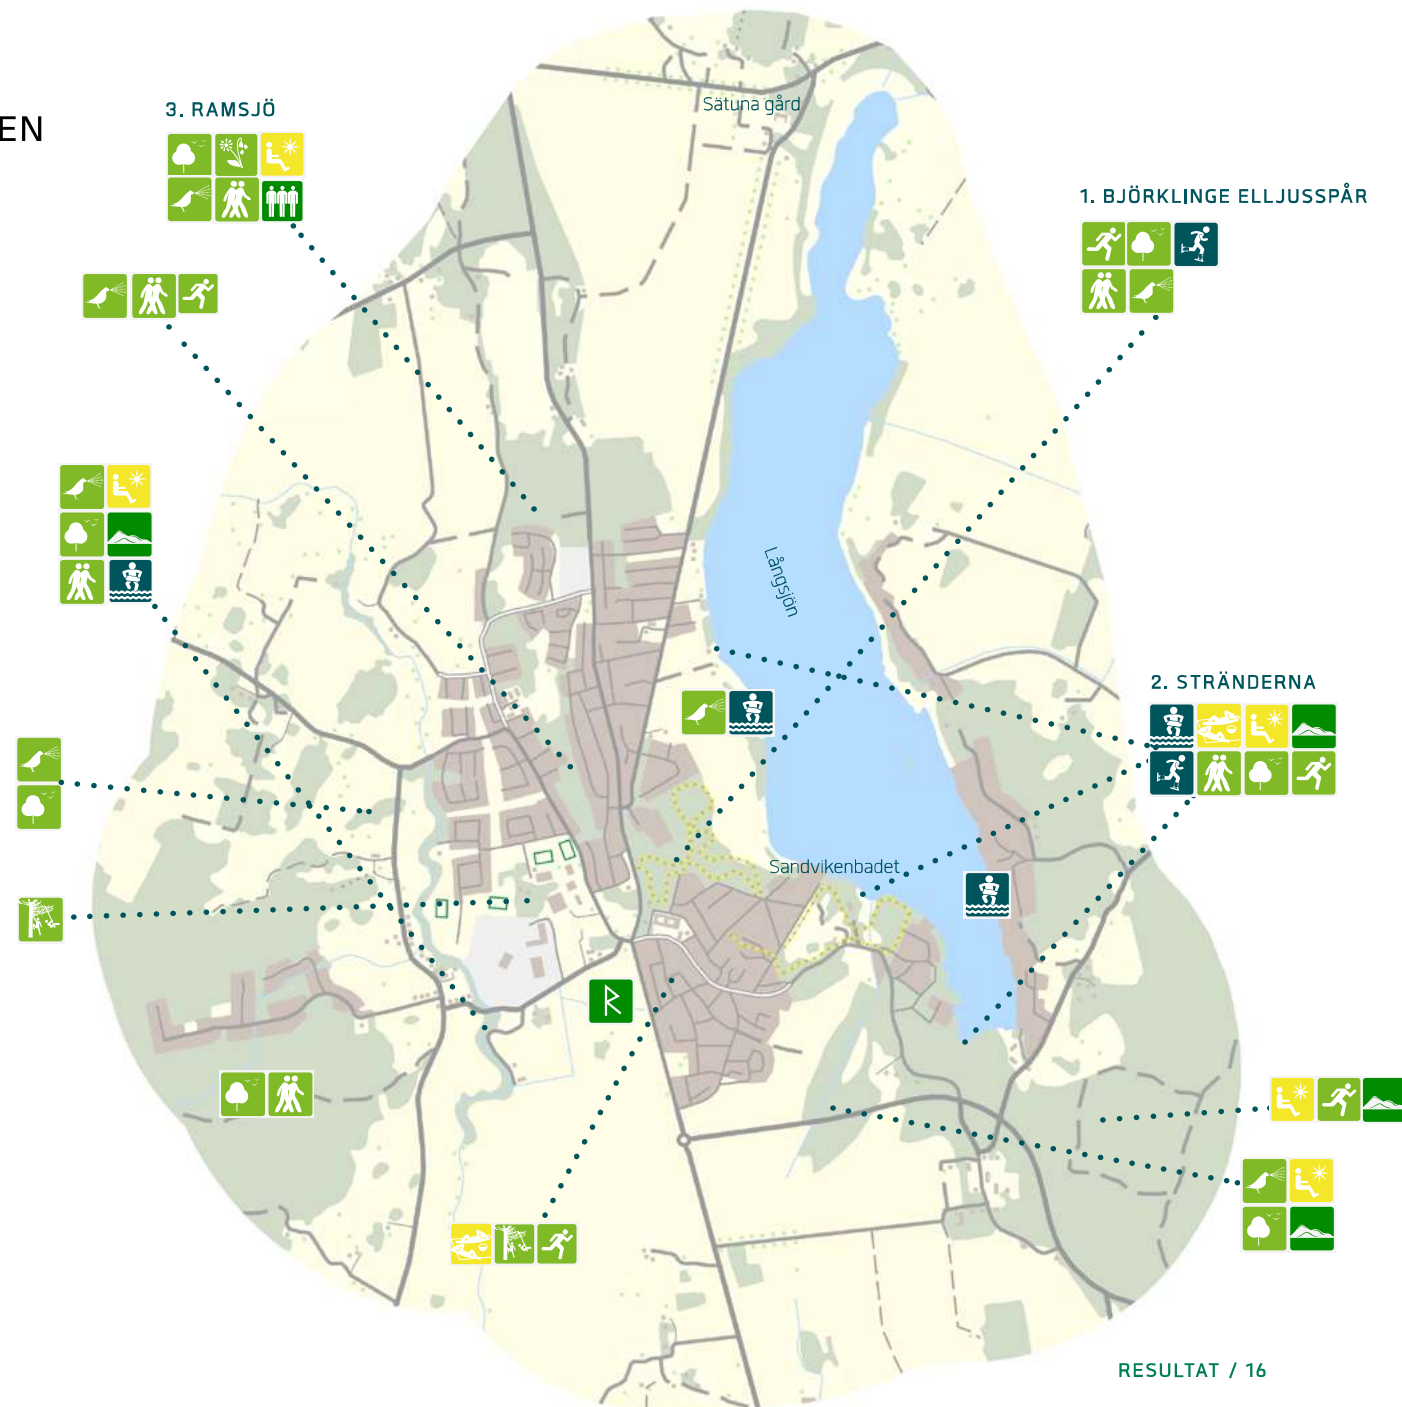 EN
3. RAMSJÖ
Sätuna gård
1. BJÖRKLINGE ELLJUSSPÅR
Långsjön
2. STRÄNDERNA
Sandvikenbadet
RESULTAT / 16